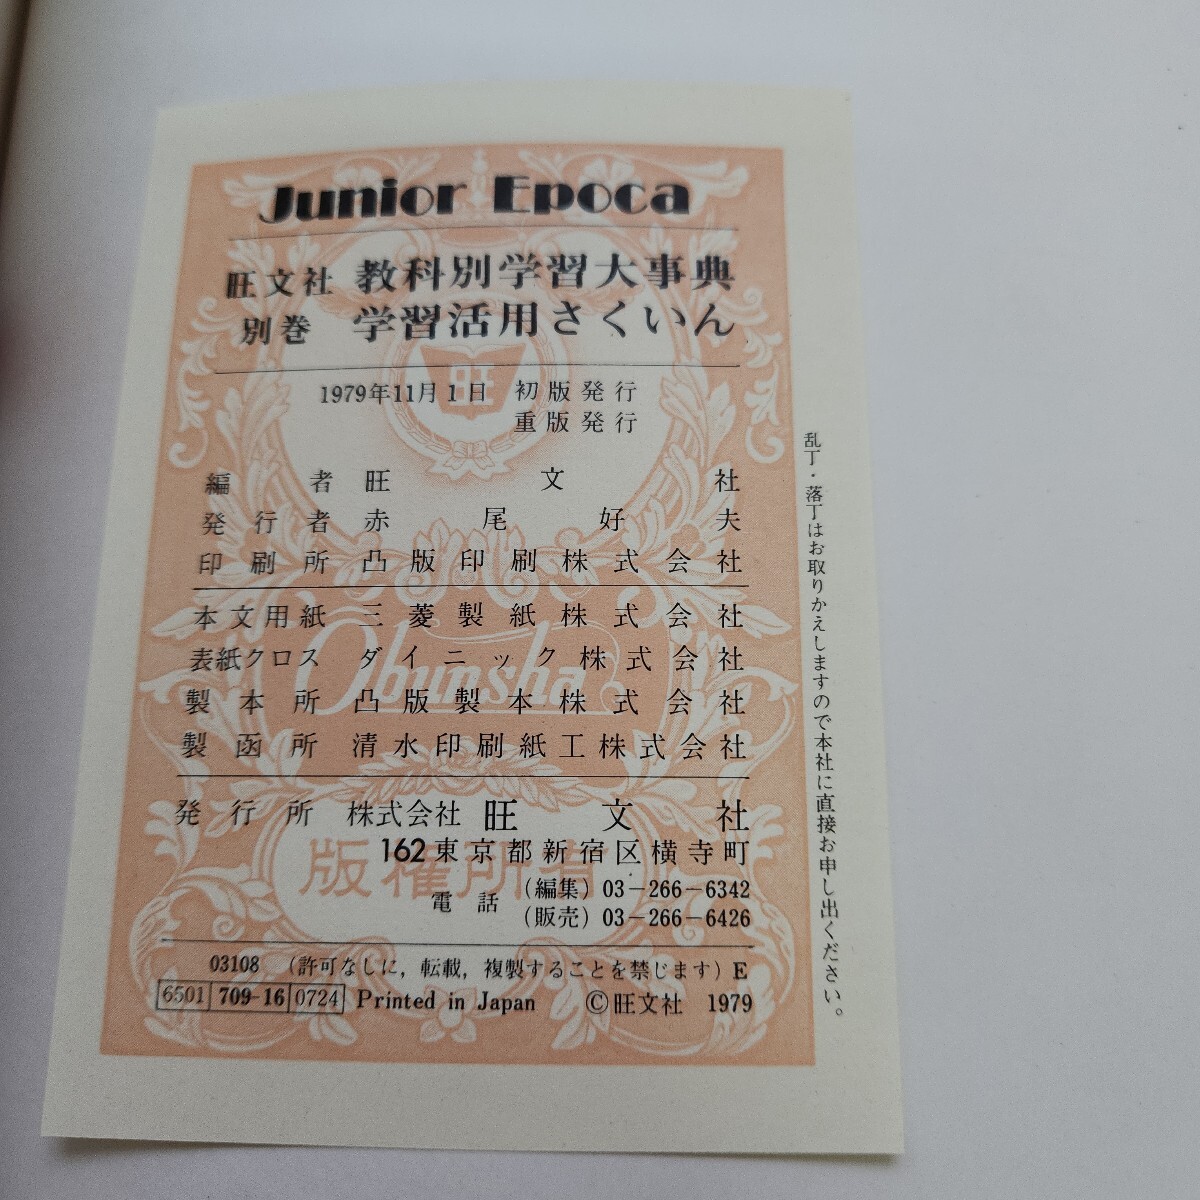 Junior Epoca
旺文社 教科別学習大事典
別巻 学習活用さくいん
1979年11月1日 初版発行
重版発行
編者 旺文社
発行者 赤尾好夫
印刷所 凸版印刷株式会社
本文用紙 三菱製紙株式会社
表紙クロス ダイニック株式会社
製本所 凸版製本株式会社
製函所 清水印刷紙工株式会社
発行所 株式会社 旺文社
162東京都新宿区横寺町
電話 (編集) 03-266-6342
(販売) 03-266-6426
03108 (許可なしに, 転載, 複製することを禁じます) E
6501 709-16 0724 Printed in Japan ©旺文社 1979
乱丁・落丁はお取りかえしますので本社に直接お申し出ください。
旺
Obunsha
版權所有